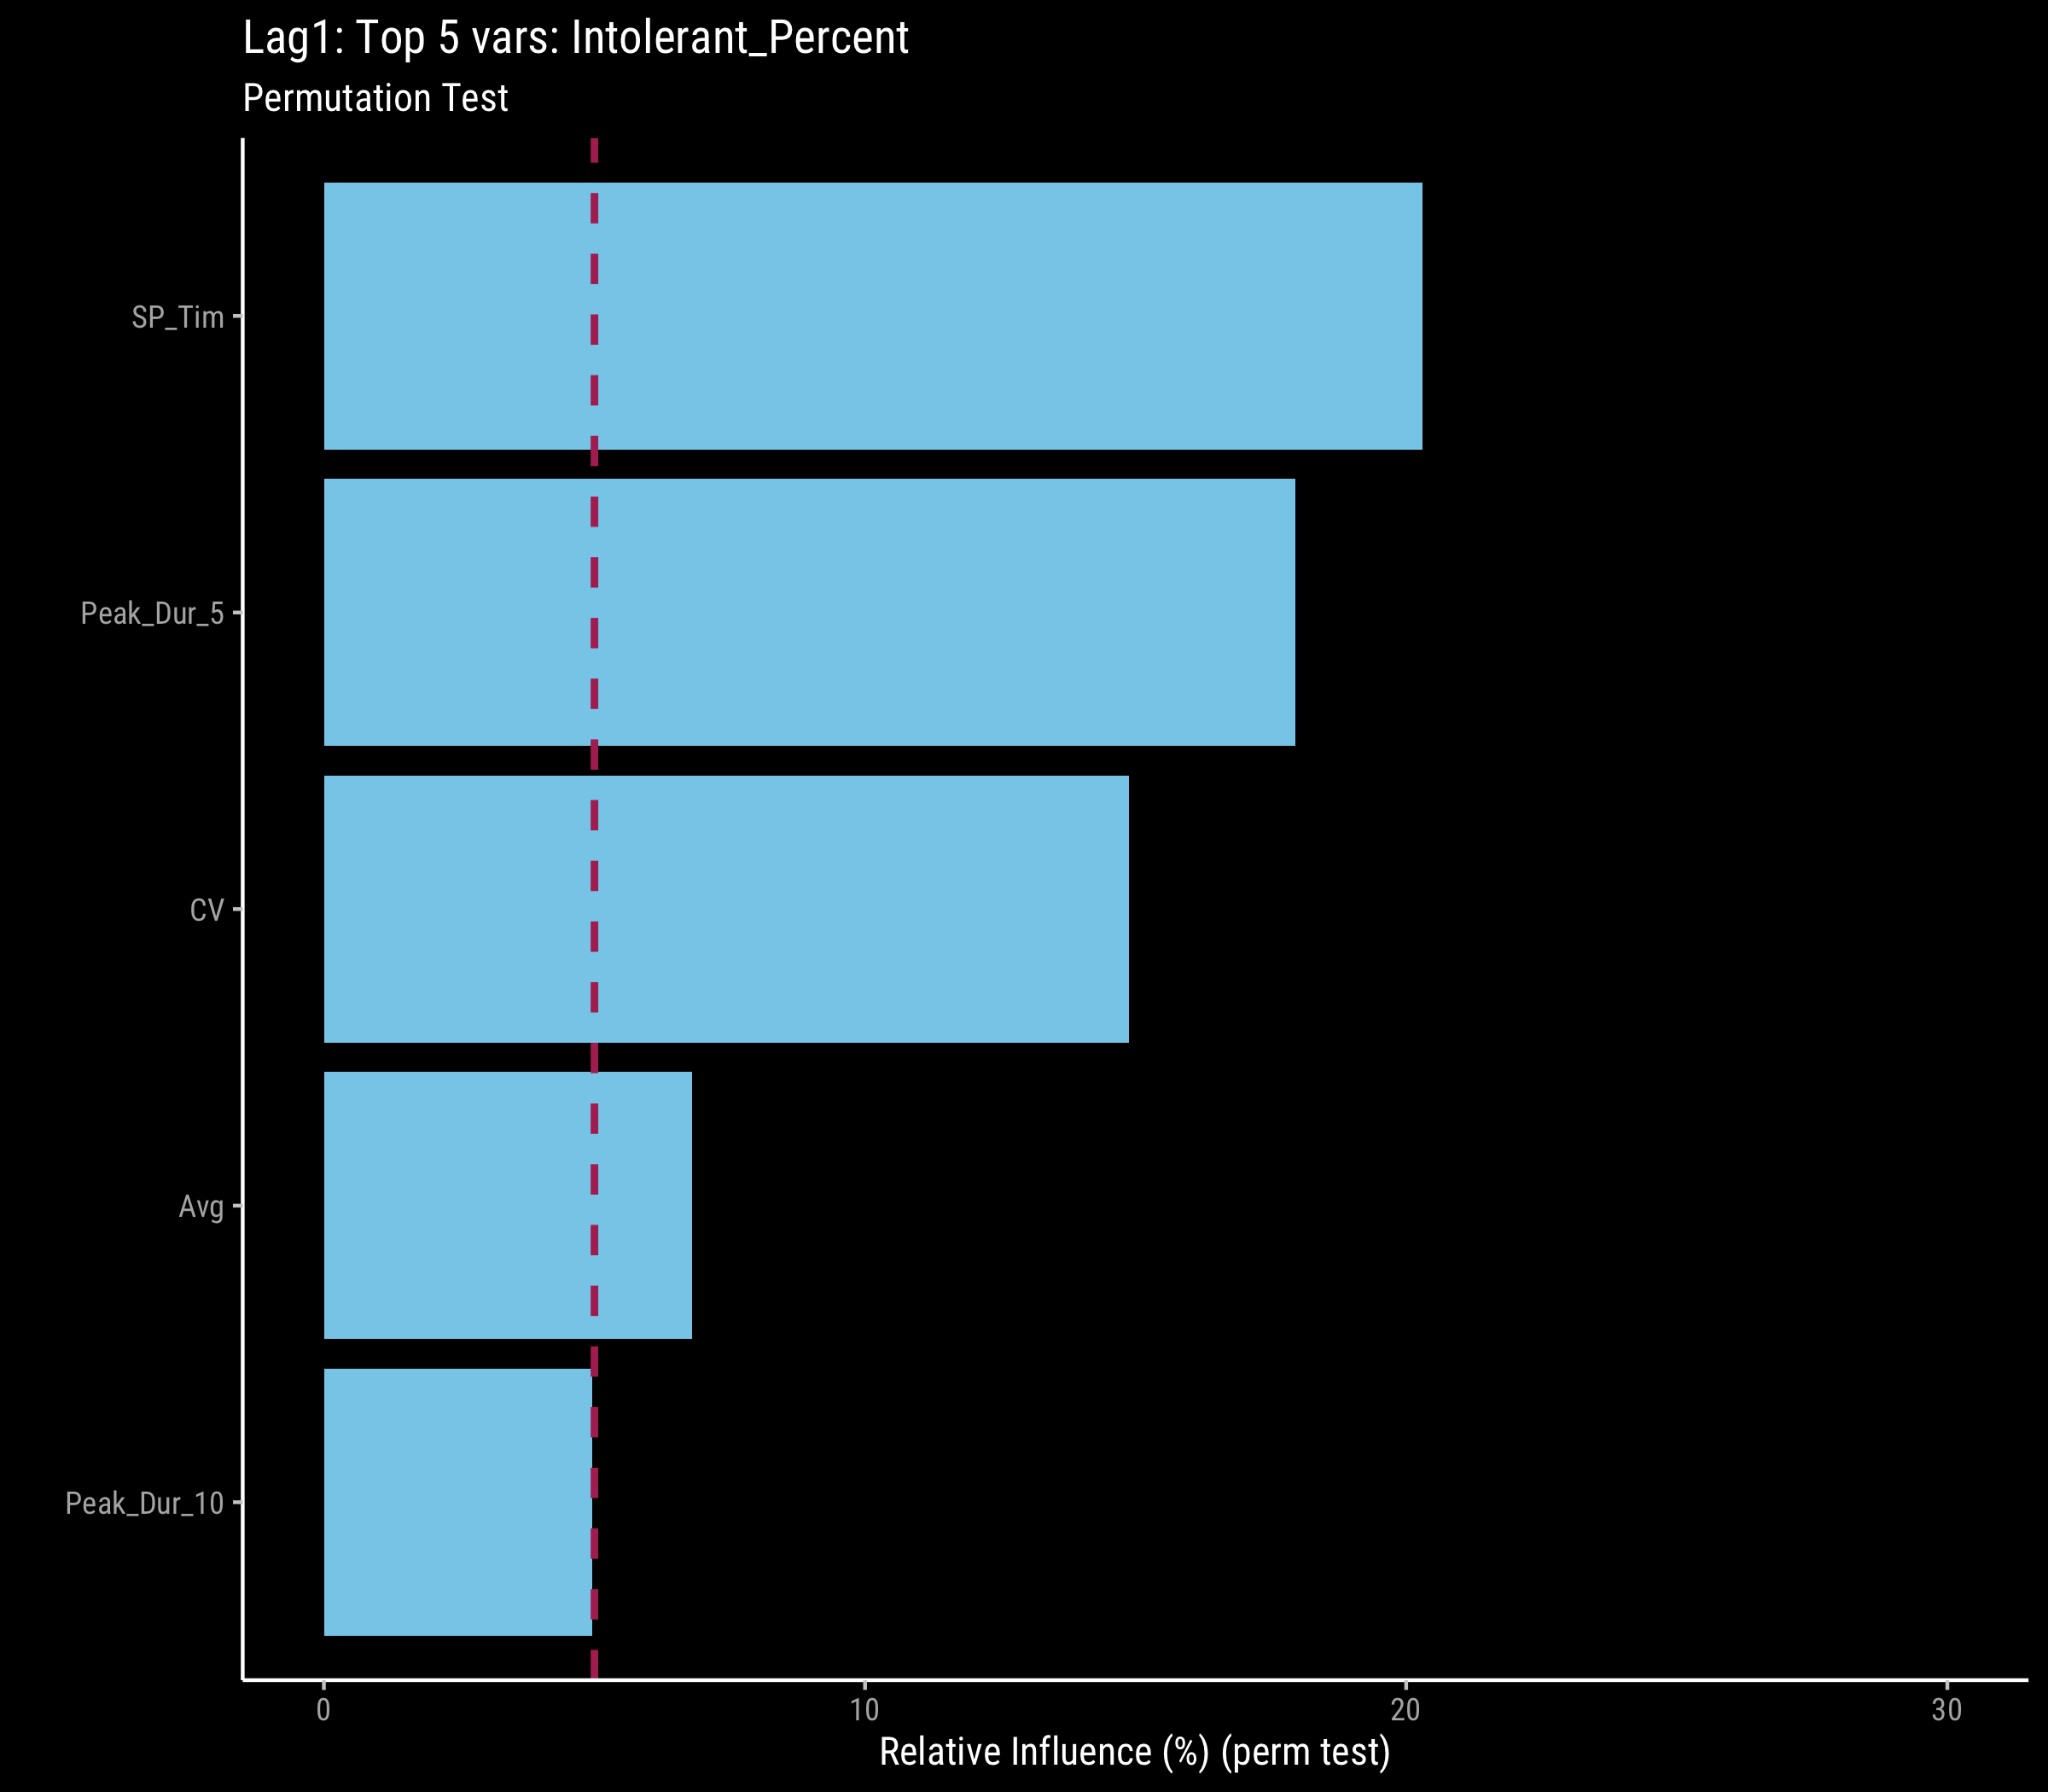 Lag1: Top 5 vars: Intolerant_Percent
Permutation Test
SP_Tim
Peak_Dur_5
CV
Avg
Peak_Dur_10
0 10 20 30
Relative Influence (%) (perm test)